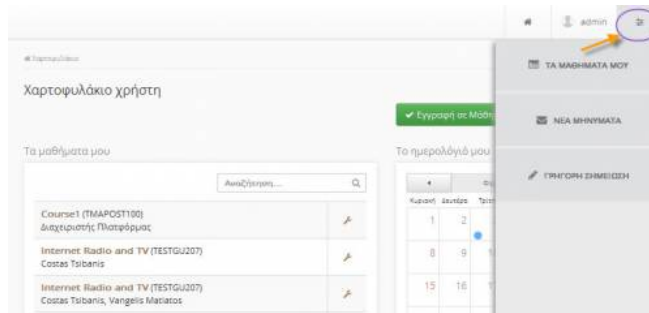 admin
Χαρτοφυλάκιο
Χαρτοφυλάκιο χρήστη
Εγγραφή σε Μάθη
Τα μαθήματα μου
Το ημερολόγιό μου
Αναζήτηση...
Course1 (TMAPOST100)
Διαχειριστής Πλατφόρμας
Internet Radio and TV (TESTGU207)
Costas Tsibanis
Internet Radio and TV (TESTGU207)
Costas Tsibanis, Vangelis Matiatos
Κυριακή Δευτέρα Τρίτη
1 2
8 9
15 16
ΤΑ ΜΑΘΗΜΑΤΑ ΜΟΥ
ΝΕΑ ΜΗΝΥΜΑΤΑ
ΓΡΗΓΟΡΗ ΣΗΜΕΙΩΣΗ